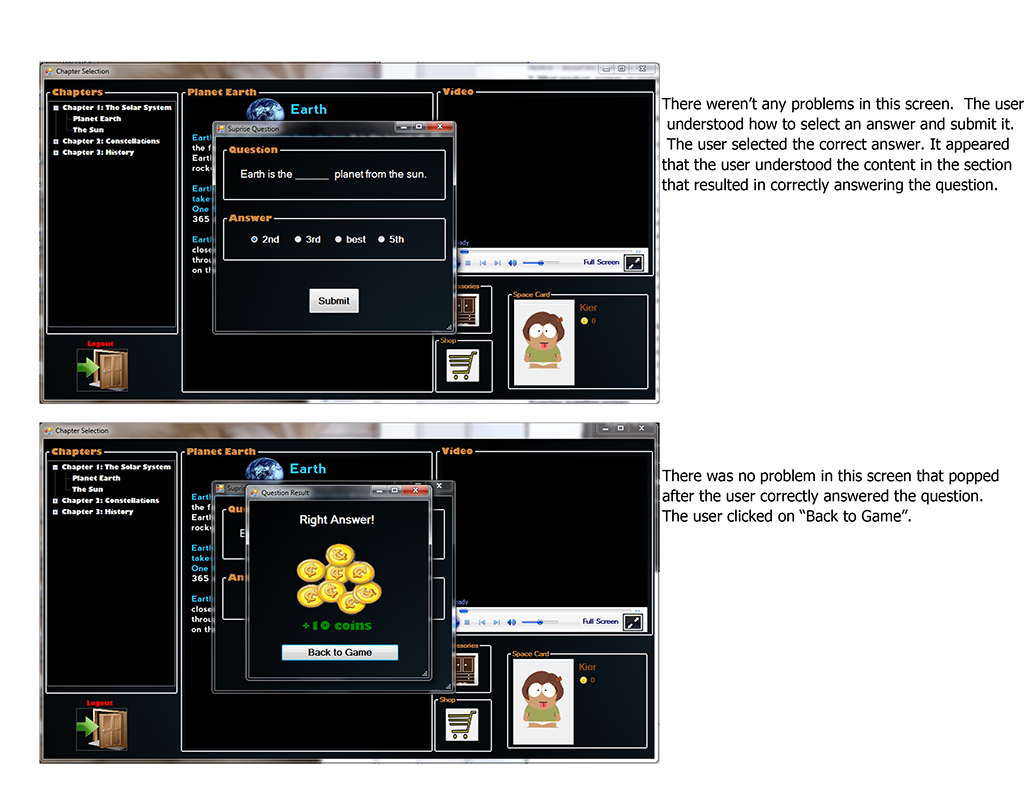 Chapter Selection
Chapters
Chapter 1: The Solar System
Planet Earth
The Sun
Chapter 2: Constellations
Chapter 3: History
Logout
Planet Earth
Earth
Eart
the f
Eart
rock
Eart
take
One
365
Eart
close
throu
on th
Suprise Question
Question
Earth is the ______ planet from the sun.
Answer
2nd 3rd best 5th
Submit
Video
eady
Full Screen
ssories
Shop
Space Card
Kier
0
There weren't any problems in this screen. The user
understood how to select an answer and submit it.
The user selected the correct answer. It appeared
that the user understood the content in the section
that resulted in correctly answering the question.
Chapter Selection
Chapters
Chapter 1: The Solar System
Planet Earth
The Sun
Chapter 2: Constellations
Chapter 3: History
Logout
Planet Earth
Earth
Eart
the f
Eart
rock
Eart
take
One
365
Eart
close
throu
on th
Supr
Qu
E
An
Question Result
Right Answer!
+10 coins
Back to Game
Video
eady
Full Screen
ssories
Shop
Space Card
Kier
0
There was no problem in this screen that popped
after the user correctly answered the question.
The user clicked on “Back to Game”.